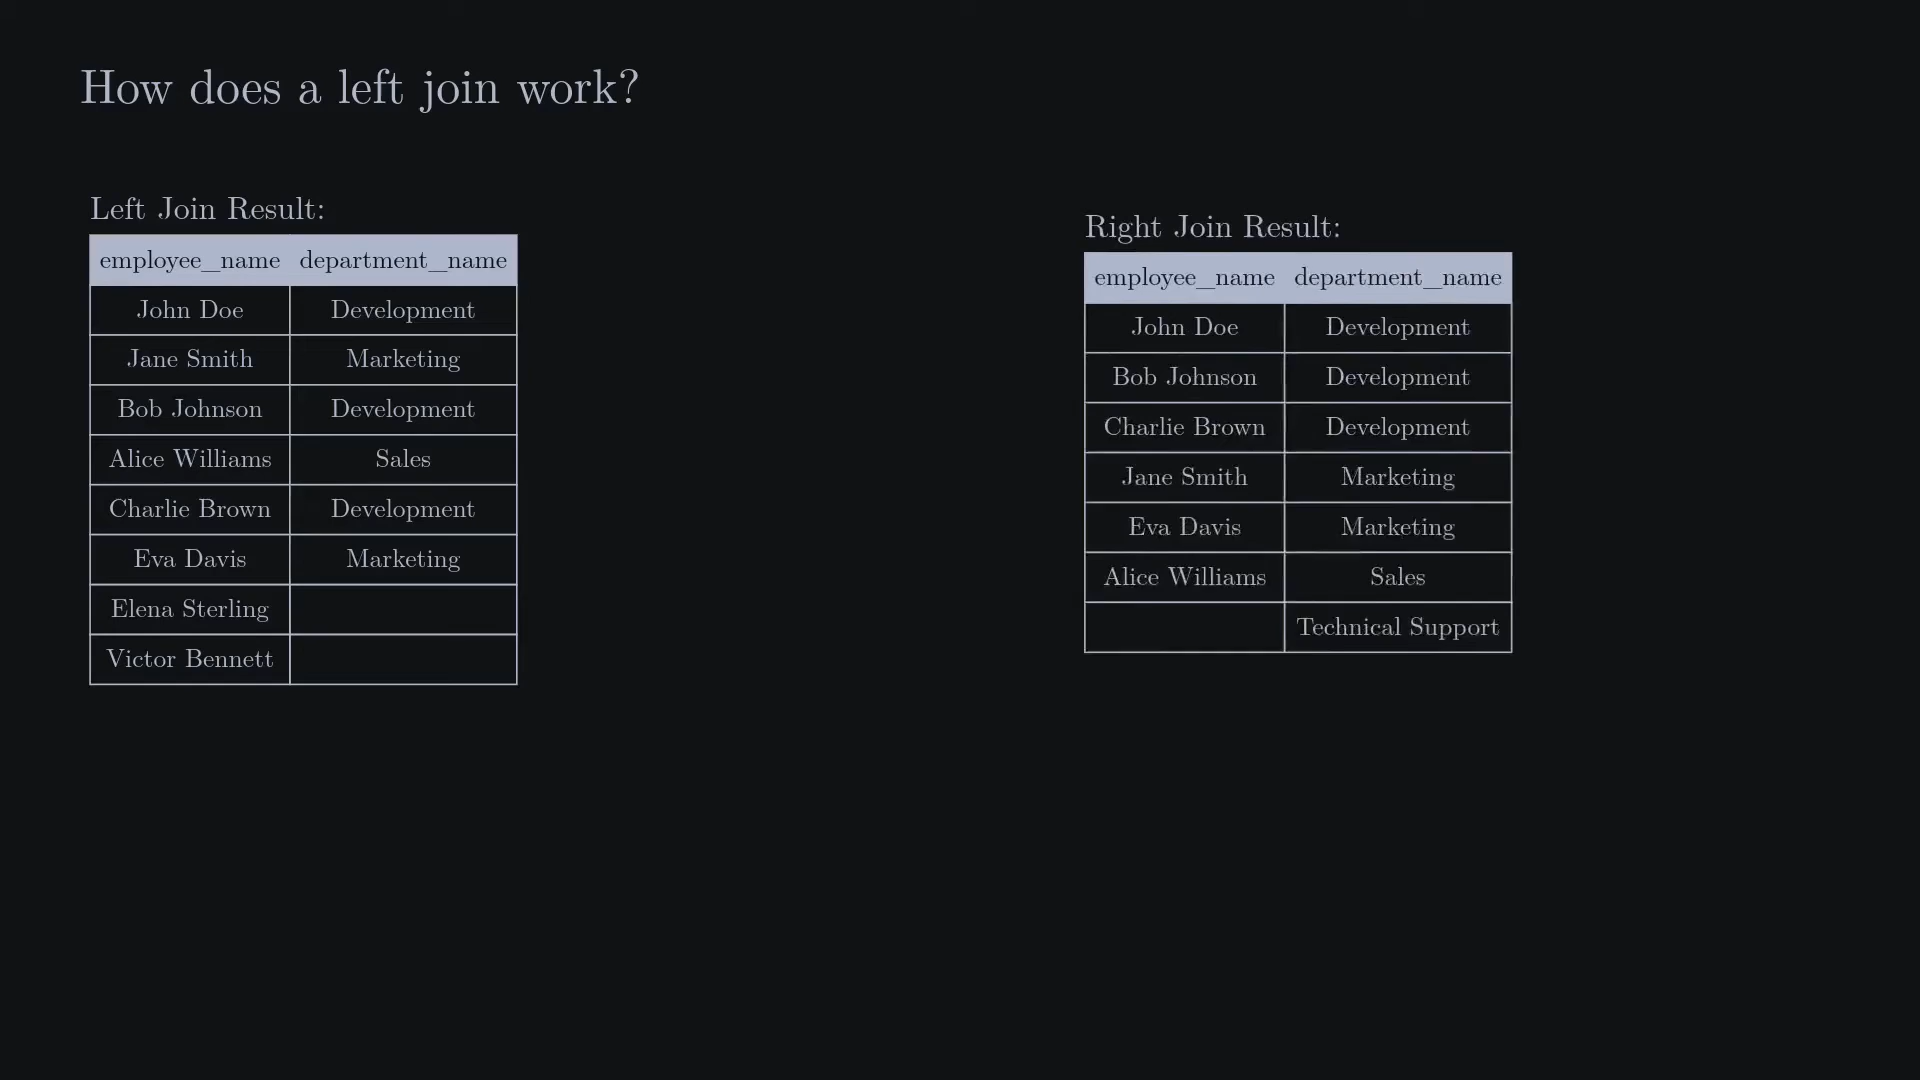 How does a left join work?
Left Join Result:
employee_name department_name
John Doe Development
Jane Smith Marketing
Bob Johnson Development
Alice Williams Sales
Charlie Brown Development
Eva Davis Marketing
Elena Sterling
Victor Bennett
Right Join Result:
employee_name department_name
John Doe Development
Bob Johnson Development
Charlie Brown Development
Jane Smith Marketing
Eva Davis Marketing
Alice Williams Sales
Technical Support